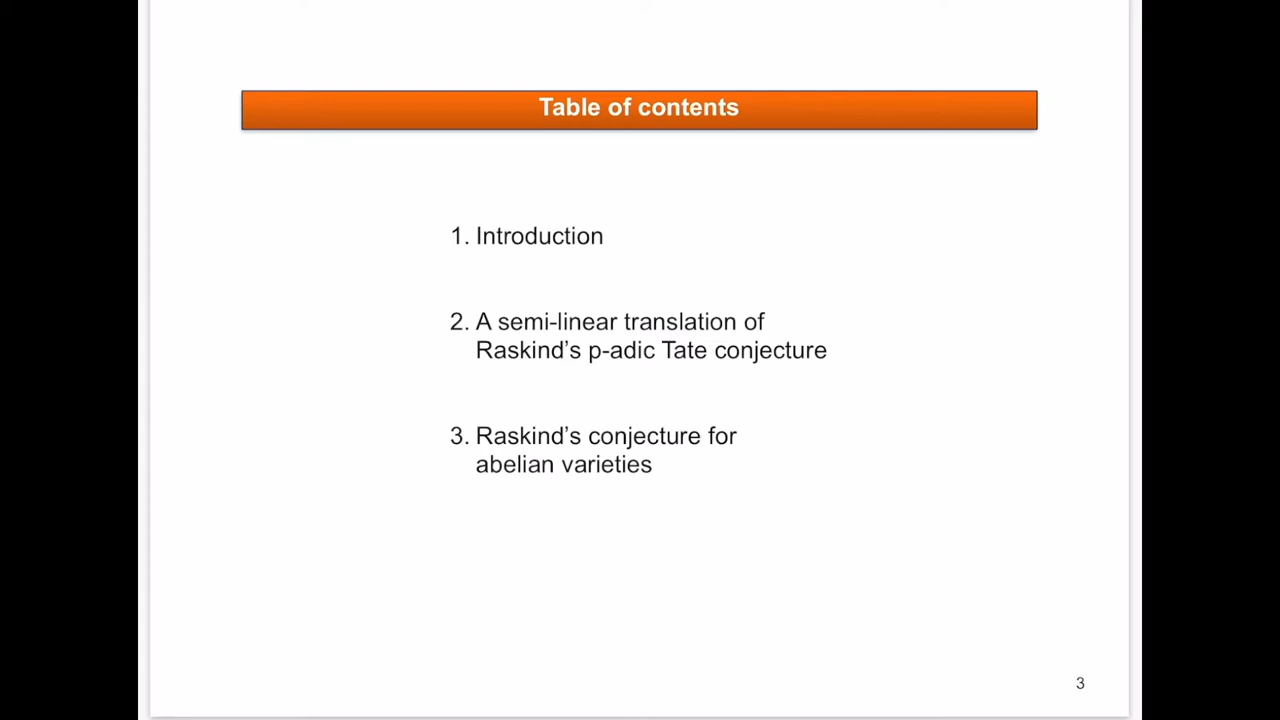 Table of contents
1. Introduction
2. A semi-linear translation of
Raskind’s p-adic Tate conjecture
3. Raskind’s conjecture for
abelian varieties
3